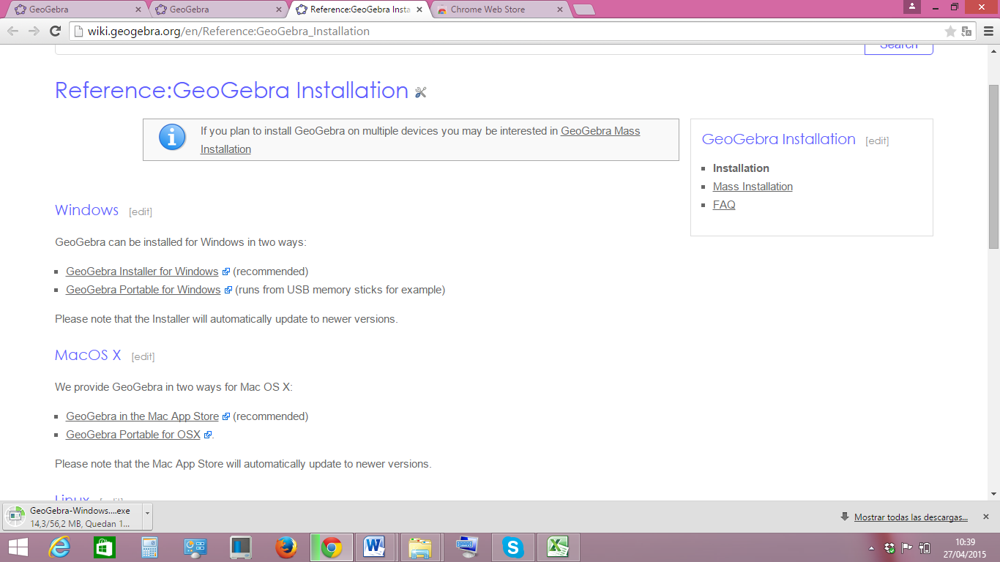 GeoGebra
GeoGebra
Reference:GeoGebra Insta
Chrome Web Store
wiki.geogebra.org/en/Reference:GeoGebra_Installation
Search
Reference:GeoGebra Installation
If you plan to install GeoGebra on multiple devices you may be interested in GeoGebra Mass
Installation
GeoGebra Installation [edit]
Installation
Mass Installation
FAQ
Windows [edit]
GeoGebra can be installed for Windows in two ways:
GeoGebra Installer for Windows (recommended)
GeoGebra Portable for Windows (runs from USB memory sticks for example)
Please note that the Installer will automatically update to newer versions.
MacOS X [edit]
We provide GeoGebra in two ways for Mac OS X:
GeoGebra in the Mac App Store (recommended)
GeoGebra Portable for OSX .
Please note that the Mac App Store will automatically update to newer versions.
Linux [edit]
GeoGebra-Windows....exe
14,3/56,2 MB, Quedan 1...
Mostrar todas las descargas...
10:39
27/04/2015